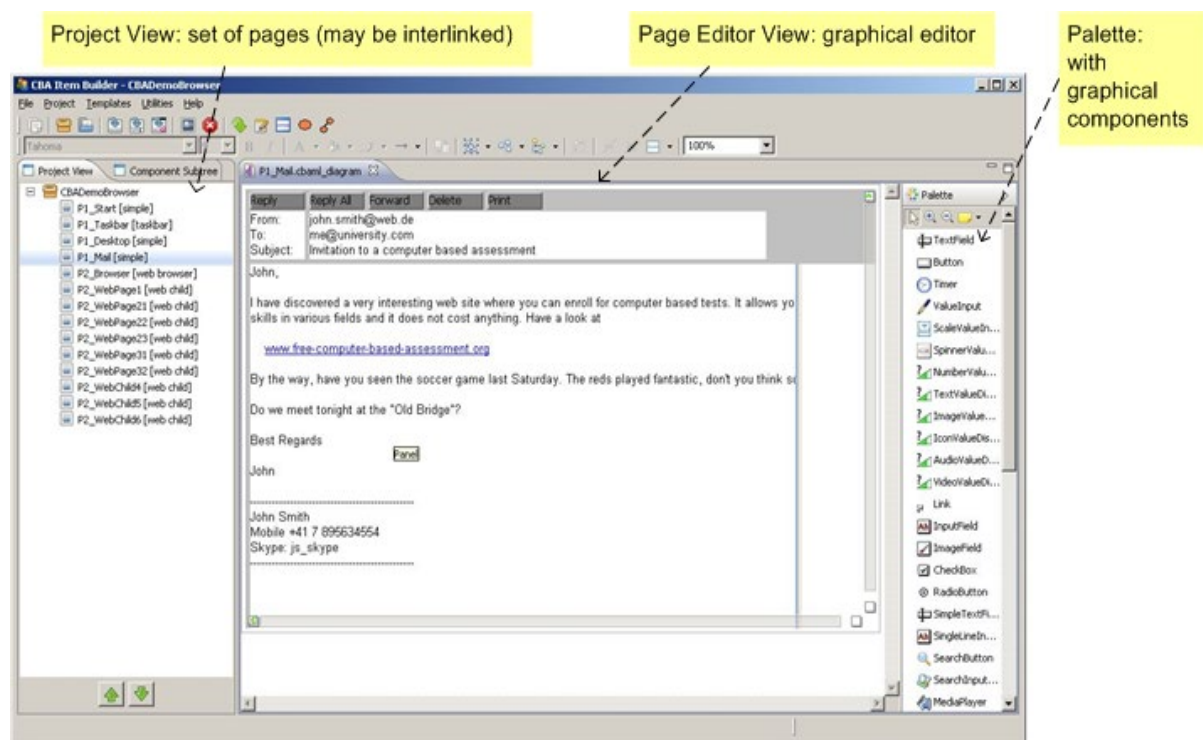 Project View: set of pages (may be interlinked)
Page Editor View: graphical editor
Palette:
with
graphical
components
CBA Item Builder - CBADemoBrowser
File Project Templates Utilities Help
Tahoma
100%
Project View
Component Subtree
P1_Mail.cbaml_diagram
CBADemoBrowser
P1_Start [simple]
P1_Taskbar [taskbar]
P1_Desktop [simple]
P1_Mail [simple]
P2_Browser [web browser]
P2_WebPage1 [web child]
P2_WebPage21 [web child]
P2_WebPage22 [web child]
P2_WebPage23 [web child]
P2_WebPage31 [web child]
P2_WebPage32 [web child]
P2_WebChild4 [web child]
P2_WebChild5 [web child]
P2_WebChild6 [web child]
Reply Reply All Forward Delete Print
From: john.smith@web.de
To: me@university.com
Subject: Invitation to a computer based assessment
John,
I have discovered a very interesting web site where you can enroll for computer based tests. It allows yo
skills in various fields and it does not cost anything. Have a look at
www.free-computer-based-assessment.org
By the way, have you seen the soccer game last Saturday. The reds played fantastic, don't you think so
Do we meet tonight at the "Old Bridge"?
Best Regards
Panel
John
John Smith
Mobile +41 7 895634554
Skype: js_skype
Palette
TextField
Button
Timer
ValueInput
ScaleValueIn...
SpinnerValu...
NumberValu...
TextValueDi...
ImageValue...
IconValueDis...
AudioValueD...
VideoValueDi...
Link
InputField
ImageField
CheckBox
RadioButton
SimpleTextFi...
SingleLineIn...
SearchButton
SearchInput...
MediaPlayer